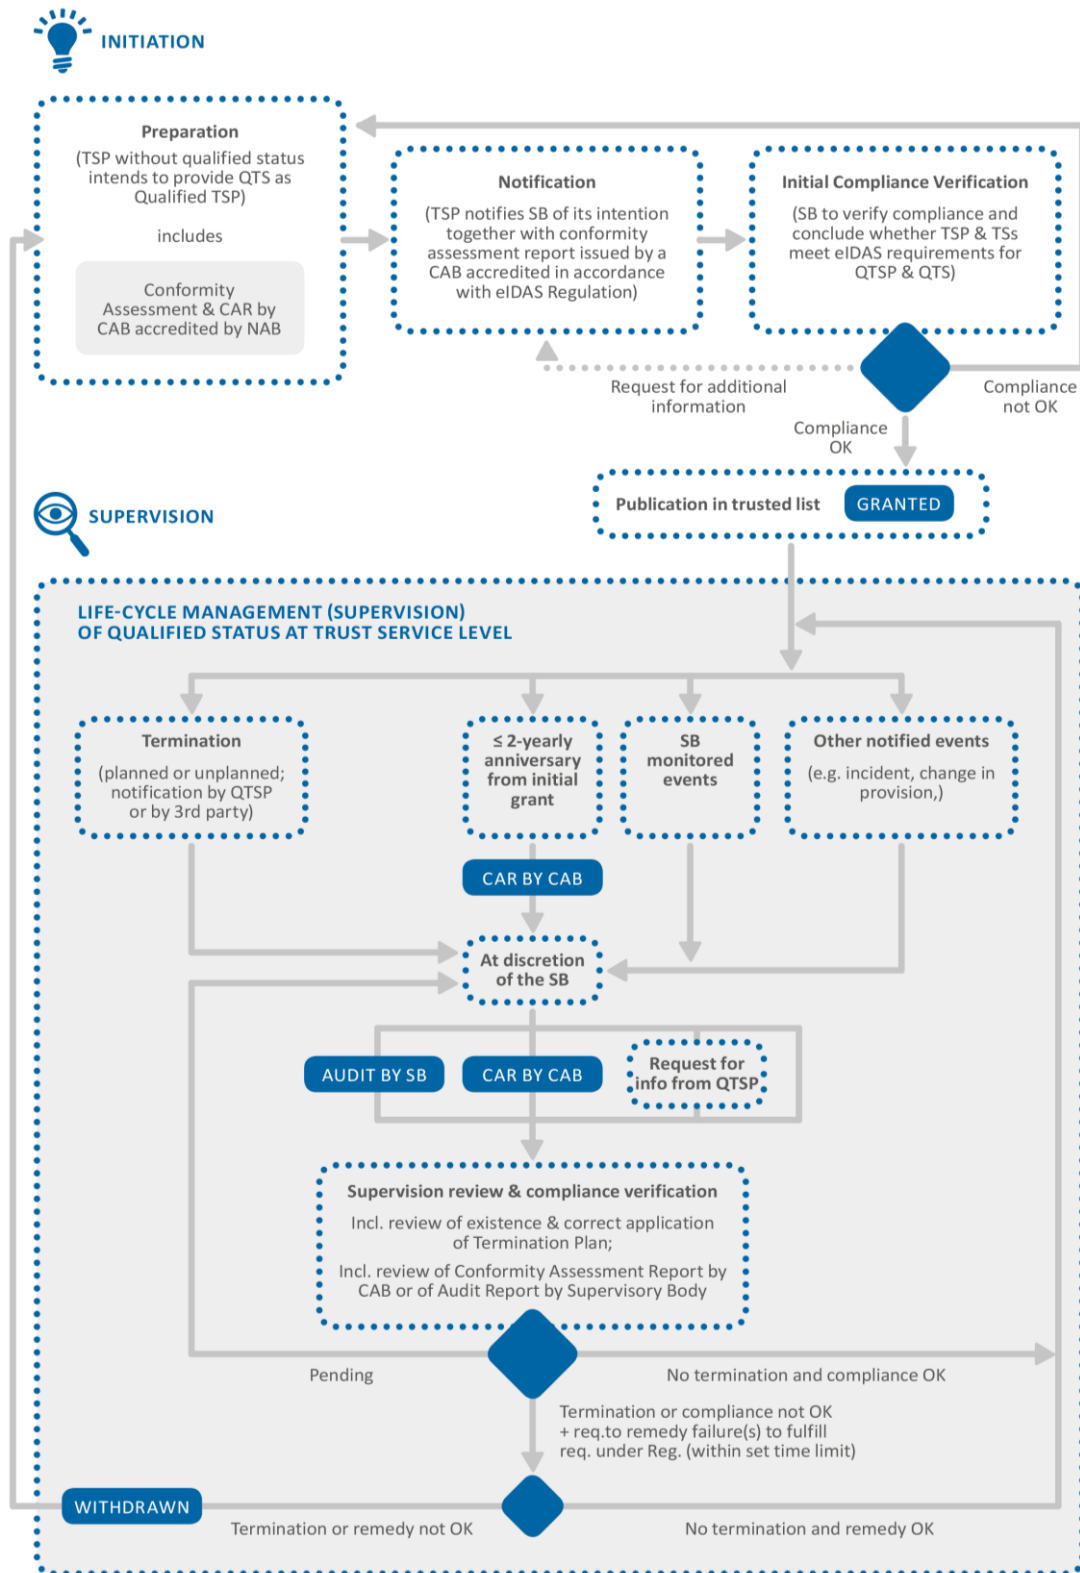 INITIATION
Preparation
(TSP without qualified status
intends to provide QTS as
Qualified TSP)
includes
Conformity
Assessment & CAR by
CAB accredited by NAB
Notification
(TSP notifies SB of its intention
together with conformity
assessment report issued by a
CAB accredited in accordance
with eIDAS Regulation)
Initial Compliance Verification
(SB to verify compliance and
conclude whether TSP & TSs
meet eIDAS requirements for
QTSP & QTS)
Request for additional
information
Compliance
not OK
Compliance
OK
Publication in trusted list
GRANTED
SUPERVISION
LIFE-CYCLE MANAGEMENT (SUPERVISION)
OF QUALIFIED STATUS AT TRUST SERVICE LEVEL
Termination
(planned or unplanned;
notification by QTSP
or by 3rd party)
≤ 2-yearly
anniversary
from initial
grant
SB
monitored
events
Other notified events
(e.g. incident, change in
provision,)
CAR BY CAB
At discretion
of the SB
AUDIT BY SB
CAR BY CAB
Request for
info from QTSP
Supervision review & compliance verification
Incl. review of existence & correct application
of Termination Plan;
Incl. review of Conformity Assessment Report by
CAB or of Audit Report by Supervisory Body
Pending
No termination and compliance OK
Termination or compliance not OK
+ req.to remedy failure(s) to fulfill
req. under Reg. (within set time limit)
WITHDRAWN
Termination or remedy not OK
No termination and remedy OK